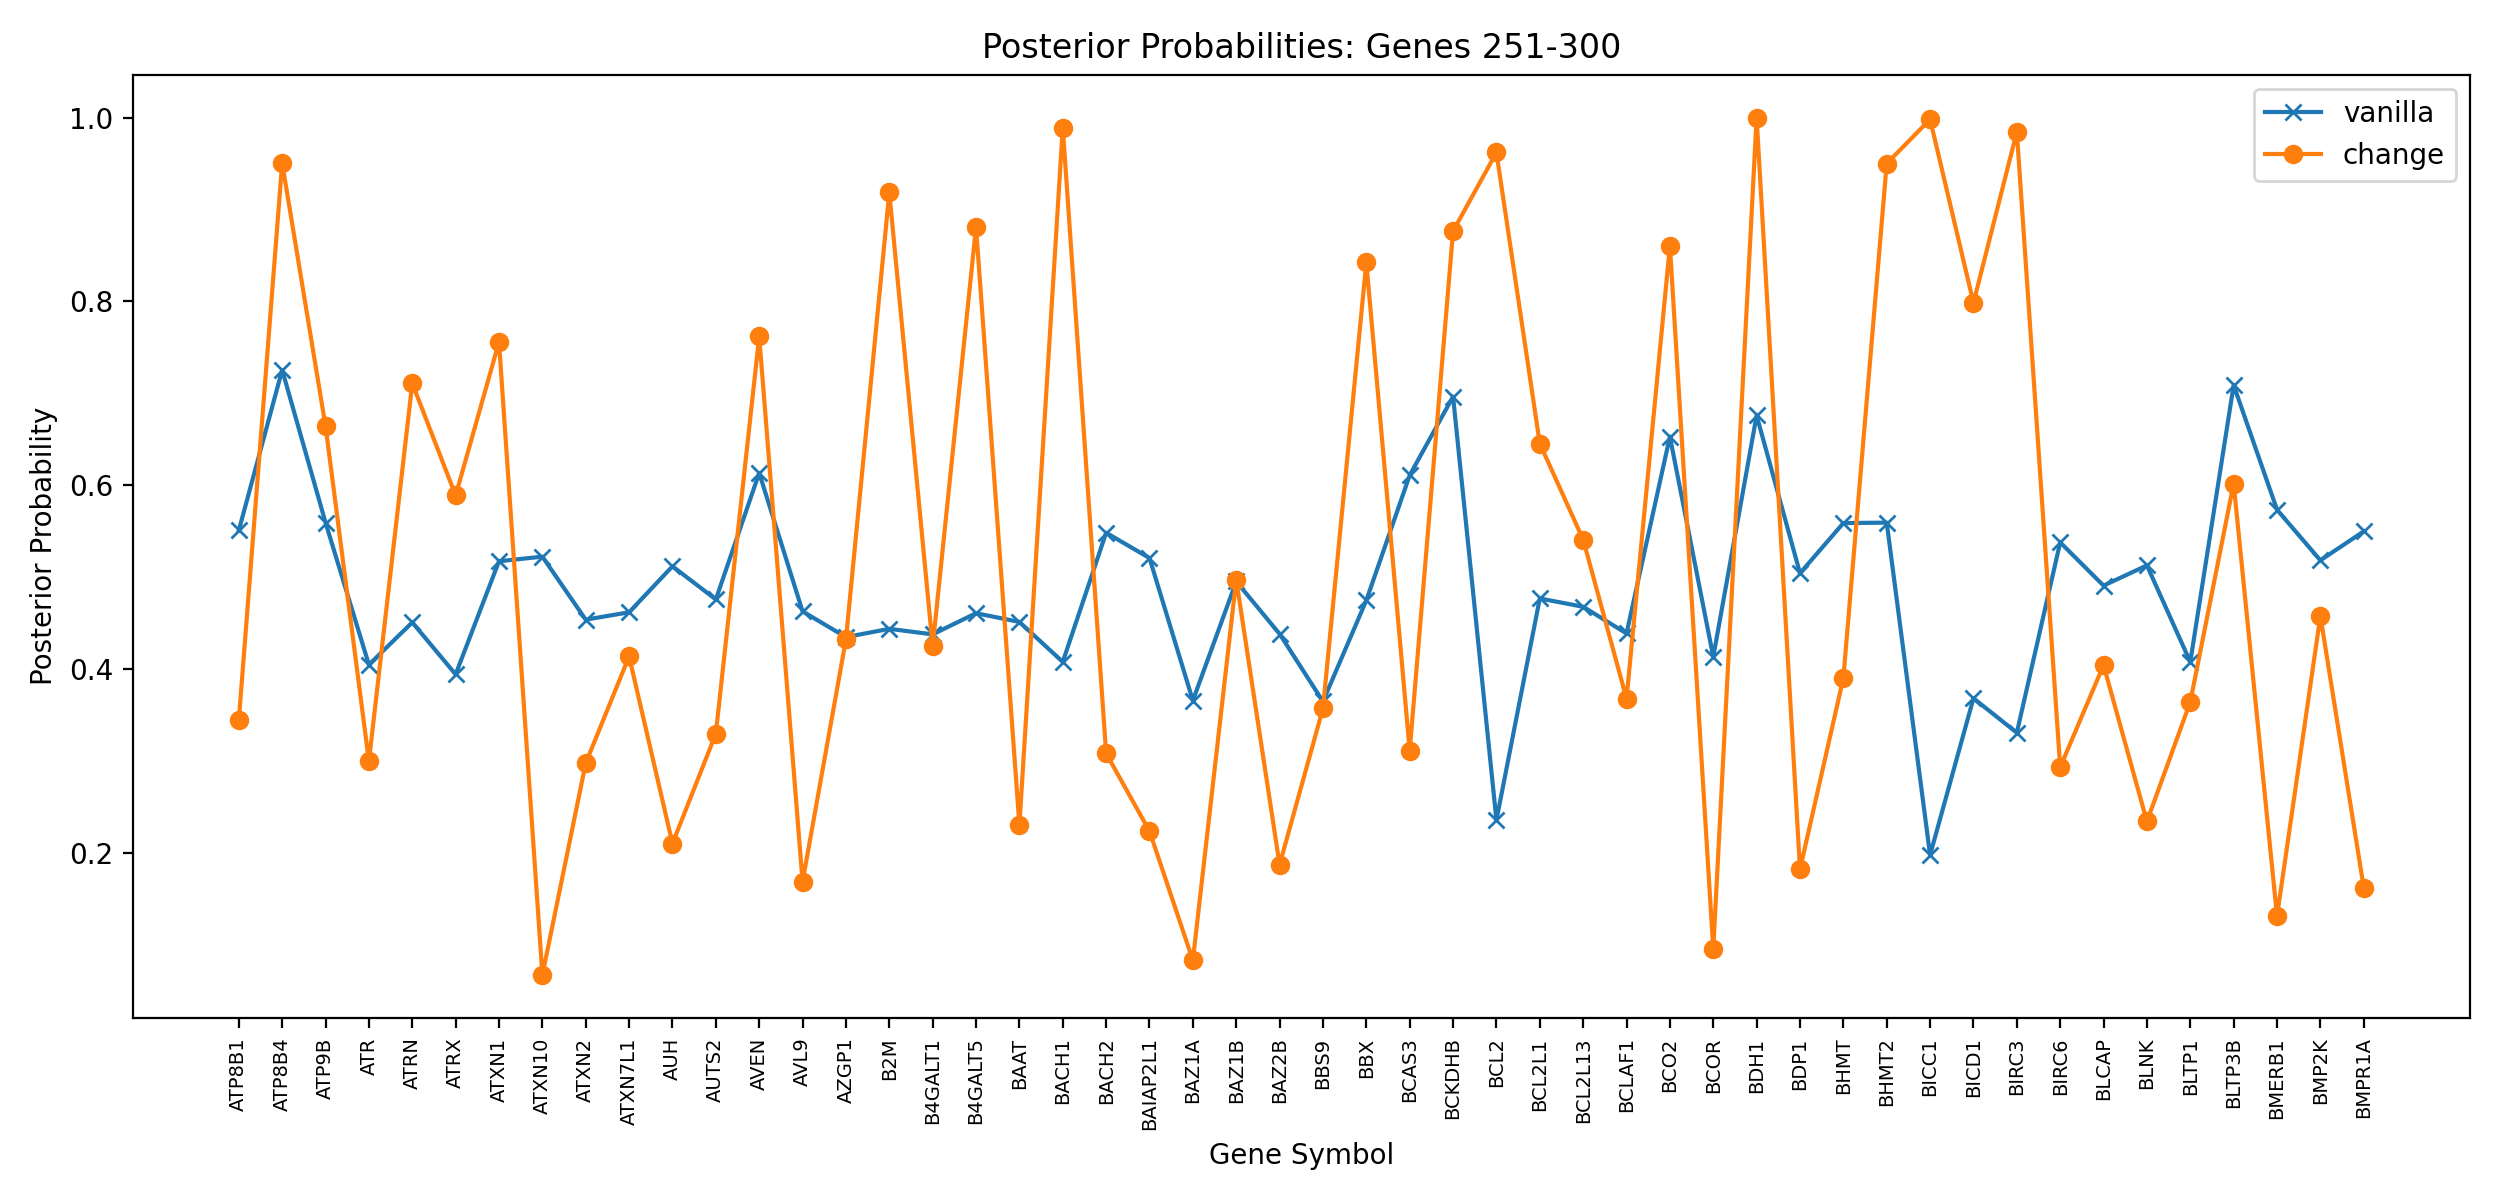 Posterior Probabilities: Genes 251-300
vanilla
change
Posterior Probability
1.0
0.8
0.6
0.4
0.2
ATP8B1
ATP8B4
ATP9B
ATR
ATRN
ATRX
ATXN1
ATXN10
ATXN2
ATXN7L1
AUH
AUTS2
AVEN
AVL9
AZGP1
B2M
B4GALT1
B4GALT5
BAAT
BACH1
BACH2
BAIAP2L1
BAZ1A
BAZ1B
BAZ2B
BBS9
BBX
BCAS3
BCKDHB
BCL2
BCL2L1
BCL2L13
BCLAF1
BCO2
BCOR
BDH1
BDP1
BHMT
BHMT2
BICC1
BICD1
BIRC3
BIRC6
BLCAP
BLNK
BLTP1
BLTP3B
BMERB1
BMP2K
BMPR1A
Gene Symbol